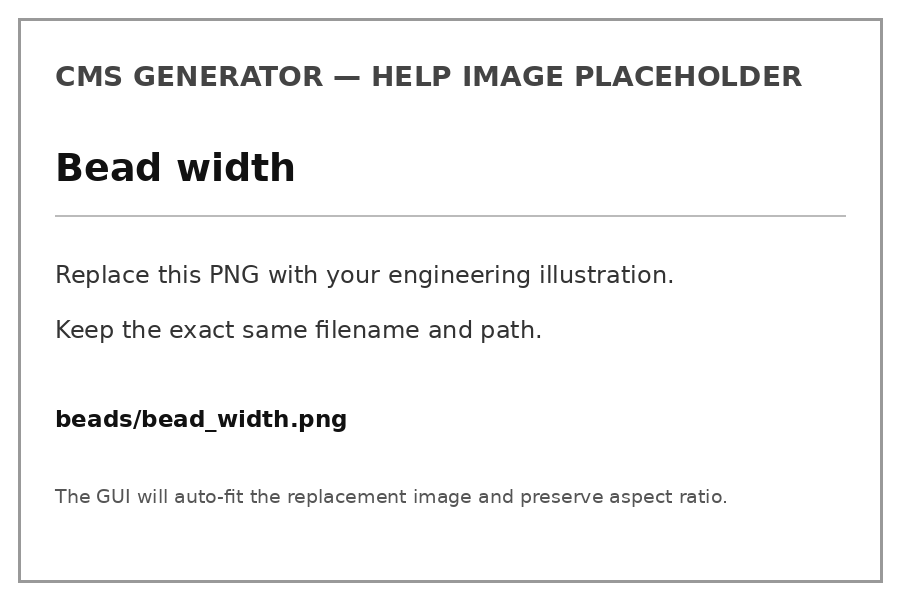 CMS GENERATOR — HELP IMAGE PLACEHOLDER
Bead width
Replace this PNG with your engineering illustration.
Keep the exact same filename and path.
beads/bead_width.png
The GUI will auto-fit the replacement image and preserve aspect ratio.